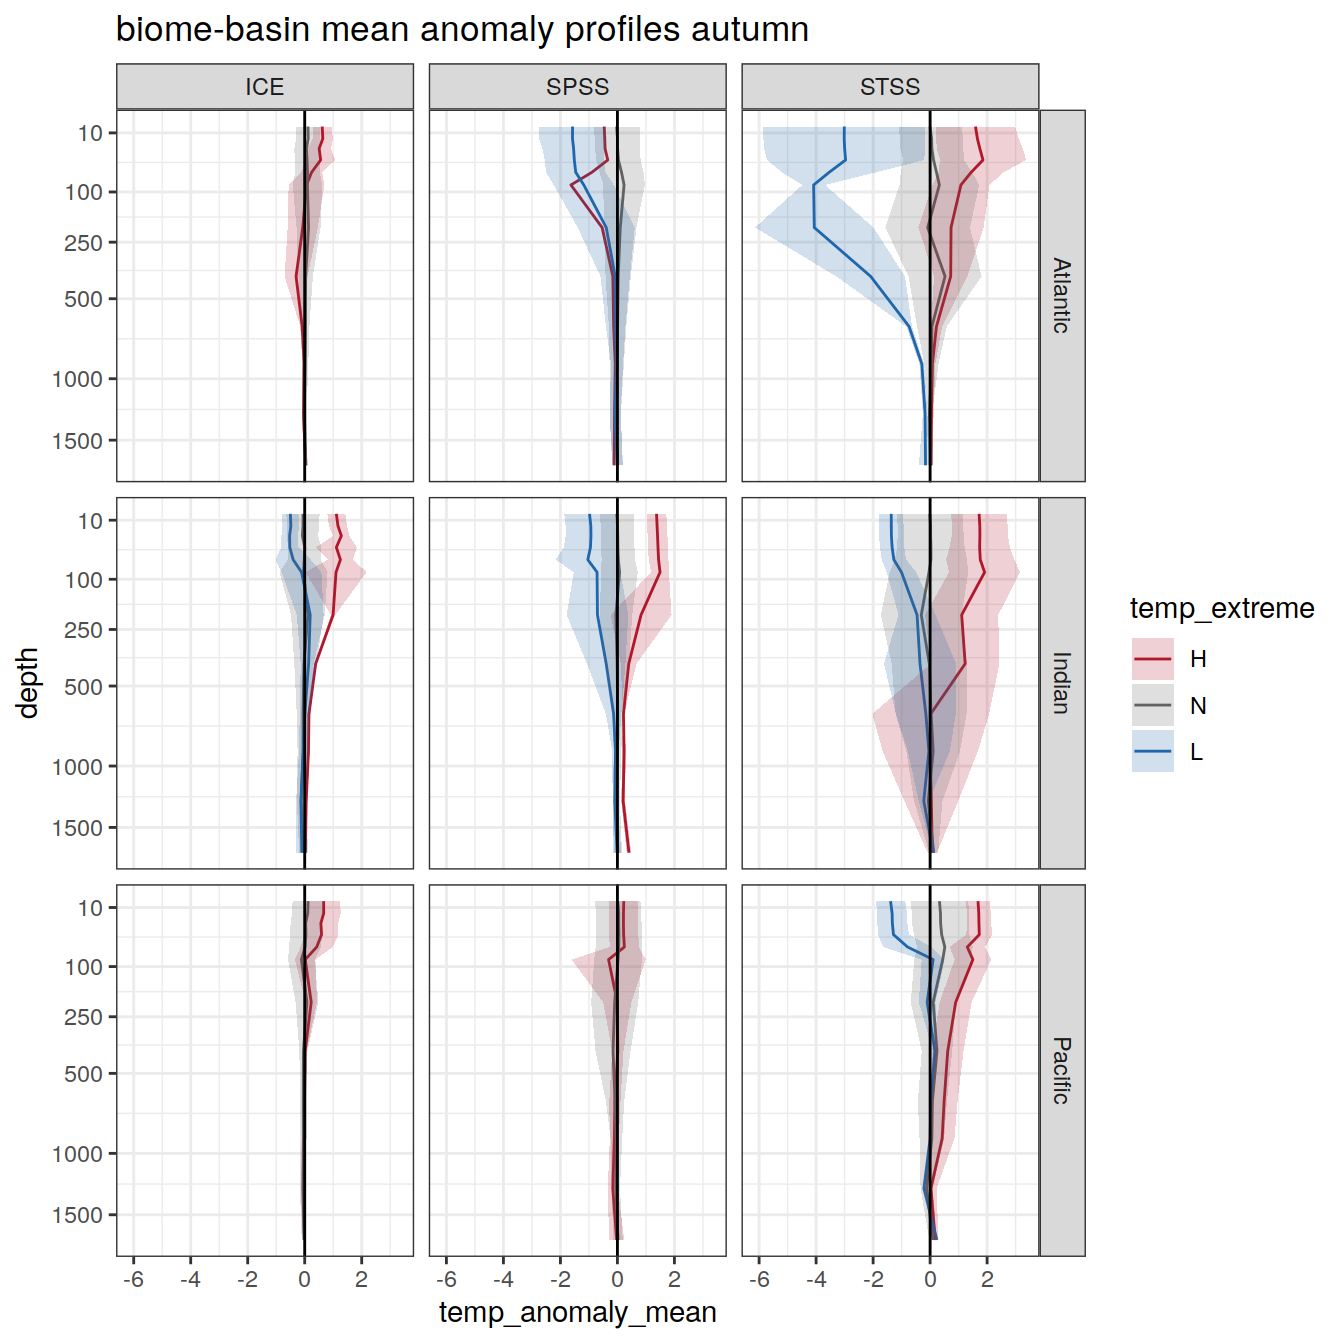 biome-basin mean anomaly profiles autumn
ICE SPSS STSS
10
100
250
500
1000
1500
Atlantic
10
100
250
500
1000
1500
Indian
10
100
250
500
1000
1500
Pacific
depth
-6 -4 -2 0 2 -6 -4 -2 0 2 -6 -4 -2 0 2
temp_anomaly_mean
temp_extreme
H
N
L